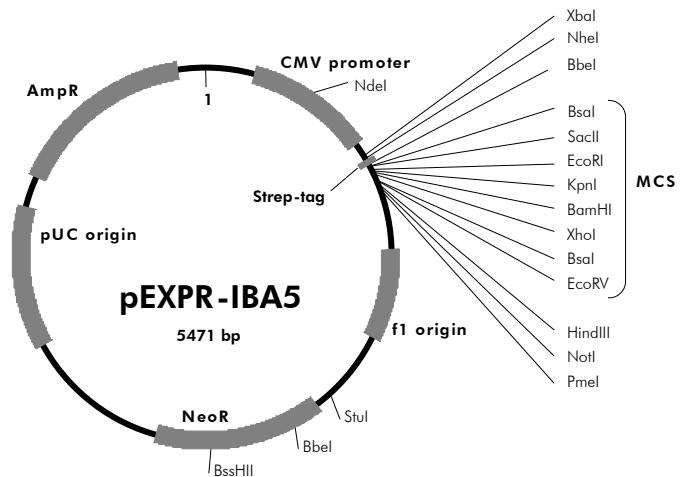 XbaI
NheI
BbeI
CMV promoter
NdeI
AmpR
1
BsaI
SacII
EcoRI
KpnI
BamHI
XhoI
BsaI
EcoRV
MCS
Strep-tag
pUC origin
pEXPR-IBA5
5471 bp
f1 origin
HindIII
NotI
PmeI
NeoR
StuI
BbeI
BssHII